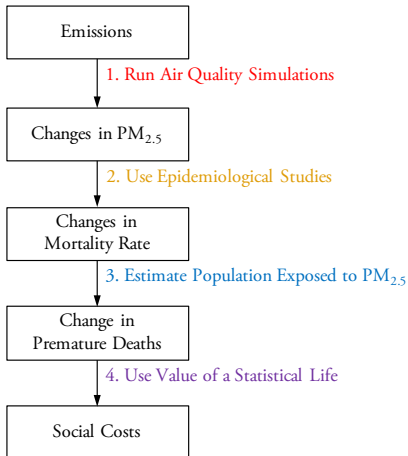 Emissions
1. Run Air Quality Simulations
Changes in PM₂.₅
2. Use Epidemiological Studies
Changes in
Mortality Rate
3. Estimate Population Exposed to PM₂.₅
Change in
Premature Deaths
4. Use Value of a Statistical Life
Social Costs